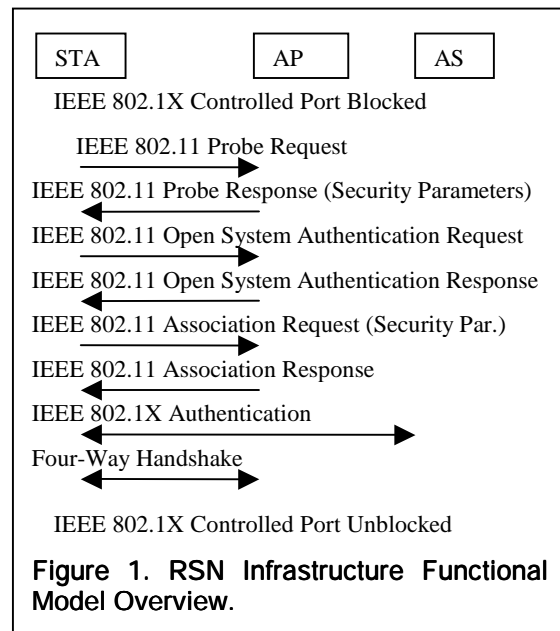 STA AP AS
IEEE 802.1X Controlled Port Blocked
IEEE 802.11 Probe Request
IEEE 802.11 Probe Response (Security Parameters)
IEEE 802.11 Open System Authentication Request
IEEE 802.11 Open System Authentication Response
IEEE 802.11 Association Request (Security Par.)
IEEE 802.11 Association Response
IEEE 802.1X Authentication
Four-Way Handshake
IEEE 802.1X Controlled Port Unblocked
Figure 1. RSN Infrastructure Functional
Model Overview.